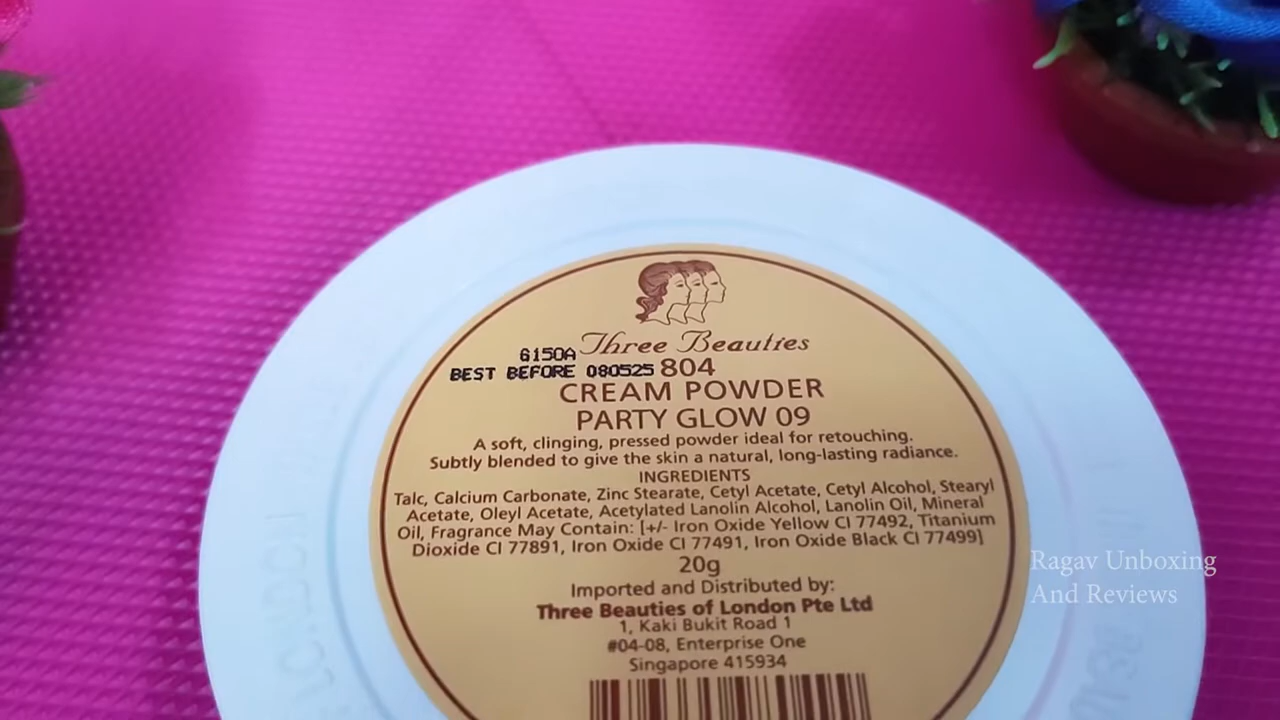 Three Beauties
6150A
BEST BEFORE 080525 804
CREAM POWDER
PARTY GLOW 09
A soft, clinging, pressed powder ideal for retouching.
Subtly blended to give the skin a natural, long-lasting radiance.
INGREDIENTS
Talc, Calcium Carbonate, Zinc Stearate, Cetyl Acetate, Cetyl Alcohol, Stearyl
Acetate, Oleyl Acetate, Acetylated Lanolin Alcohol, Lanolin Oil, Mineral
Oil, Fragrance May Contain: [+/- Iron Oxide Yellow CI 77492, Titanium
Dioxide CI 77891, Iron Oxide CI 77491, Iron Oxide Black CI 77499]
20g
Imported and Distributed by:
Three Beauties of London Pte Ltd
1, Kaki Bukit Road 1
#04-08, Enterprise One
Singapore 415934
Ragav Unboxing
And Reviews